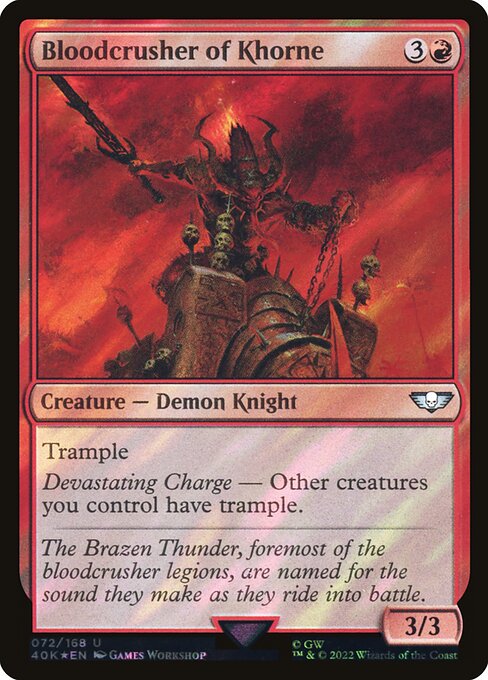 Bloodcrusher of Khorne 3
Creature — Demon Knight
Trample
Devastating Charge — Other creatures
you control have trample.
The Brazen Thunder, foremost of the
bloodcrusher legions, are named for the
sound they make as they ride into battle.
3/3
072/168 U
40K★EN Games Workshop
© GW
™ & © 2022 Wizards of the Coast